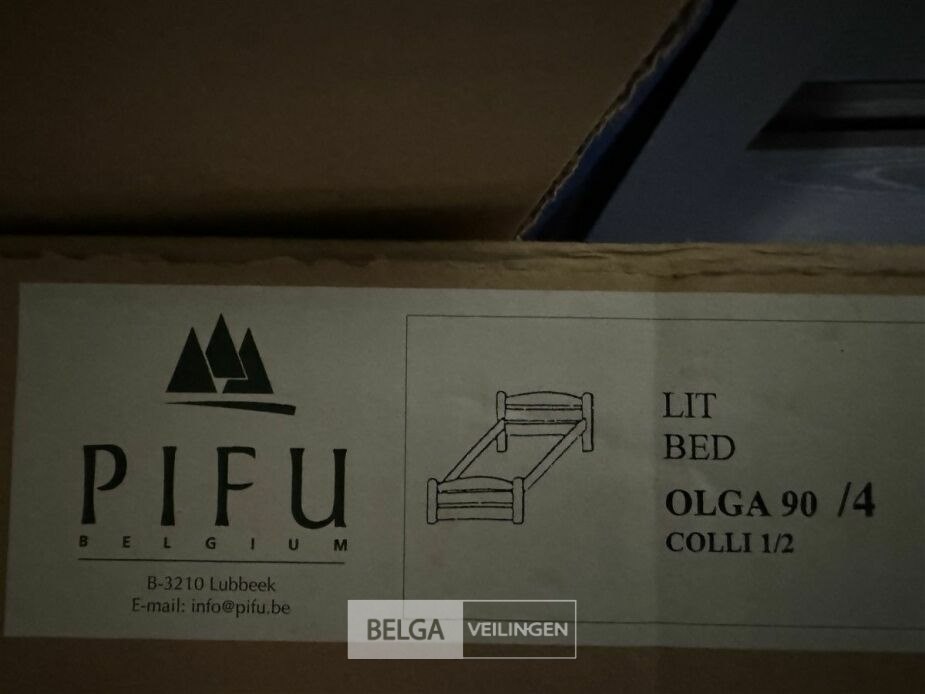 PIFU
BELGIUM
B-3210 Lubbeek
E-mail: info@pifu.be
LIT
BED
OLGA 90 /4
COLLI 1/2
BELGA VEILINGEN